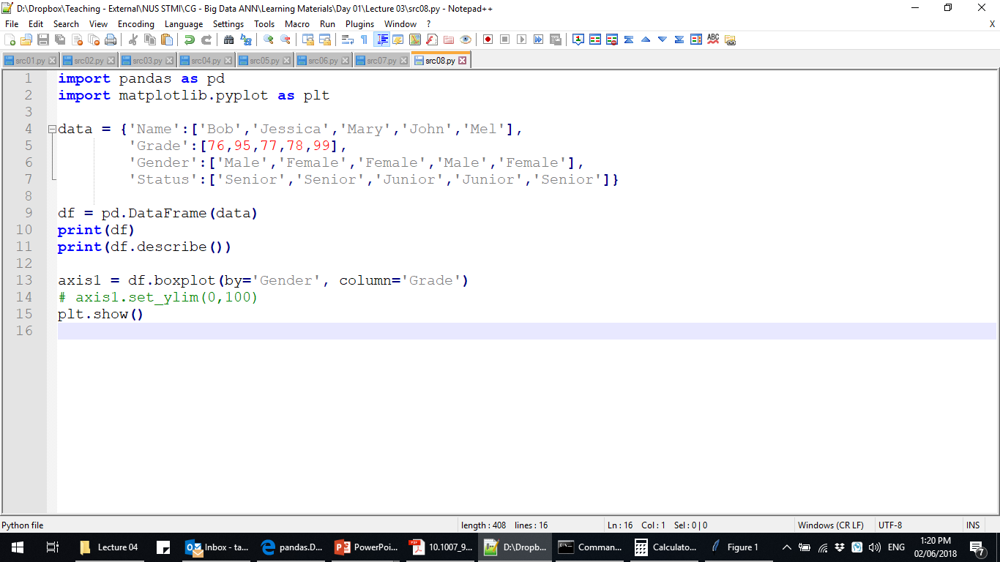 D:\Dropbox\Teaching - External\NUS STMI\CG - Big Data ANN\Learning Materials\Day 01\Lecture 03\src08.py - Notepad++
File Edit Search View Encoding Language Settings Tools Macro Run Plugins Window ? X
src01.py src02.py src03.py src04.py src05.py src06.py src07.py src08.py
1 import pandas as pd
2 import matplotlib.pyplot as plt
3
4 data = {'Name':['Bob','Jessica','Mary','John','Mel'],
5 'Grade':[76,95,77,78,99],
6 'Gender':['Male','Female','Female','Male','Female'],
7 'Status':['Senior','Senior','Junior','Junior','Senior']}
8
9 df = pd.DataFrame(data)
10 print(df)
11 print(df.describe())
12
13 axis1 = df.boxplot(by='Gender', column='Grade')
14 # axis1.set_ylim(0,100)
15 plt.show()
16
Python file length : 408 lines : 16 Ln : 16 Col : 1 Sel : 0 | 0 Windows (CR LF) UTF-8 INS
Lecture 04 Inbox - ta... pandas.D... PowerPoi... 10.1007_9... D:\Dropb... Comman... Calculato... Figure 1 ENG 1:20 PM
02/06/2018 7